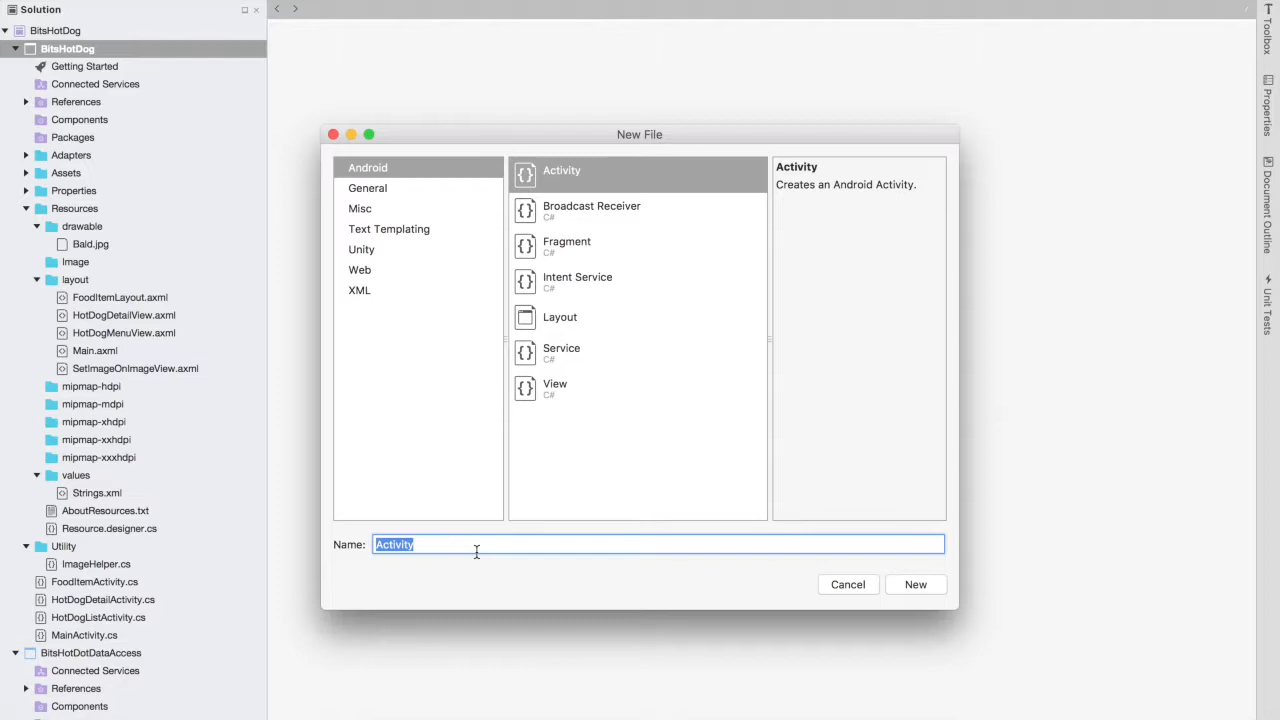 Solution
BitsHotDog
BitsHotDog
Getting Started
Connected Services
References
Components
Packages
Adapters
Assets
Properties
Resources
drawable
Bald.jpg
Image
layout
FoodItemLayout.axml
HotDogDetailView.axml
HotDogMenuView.axml
Main.axml
SetImageOnImageView.axml
mipmap-hdpi
mipmap-mdpi
mipmap-xhdpi
mipmap-xxhdpi
mipmap-xxxhdpi
values
Strings.xml
AboutResources.txt
Resource.designer.cs
Utility
ImageHelper.cs
FoodItemActivity.cs
HotDogDetailActivity.cs
HotDogListActivity.cs
MainActivity.cs
BitsHotDotDataAccess
Connected Services
References
Components
New File
Android
General
Misc
Text Templating
Unity
Web
XML
Activity
Broadcast Receiver
C#
Fragment
C#
Intent Service
C#
Layout
Service
C#
View
C#
Activity
Creates an Android Activity.
Name: Activity
Cancel
New
Toolbox
Properties
Document Outline
Unit Tests